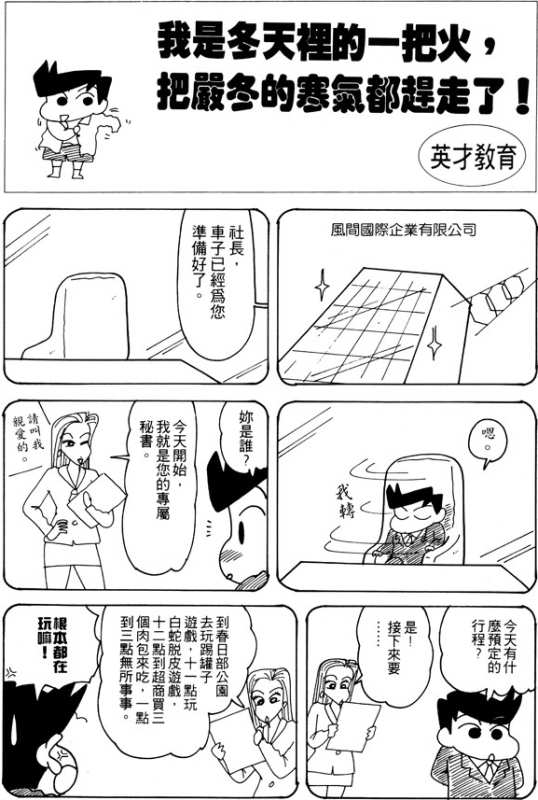 我是冬天裡的一把火，
把嚴冬的寒氣都趕走了！
英才教育
風間國際企業有限公司
社長，
車子已經為您
準備好了。
嗯。
我轉
妳是誰？
今天開始，
我就是您的專屬
秘書。
請叫我
親愛的。
今天有什
麼預定的
行程？
是！
接下來要
……
到春日部公園
去玩踢罐子
遊戲，十一點玩
白蛇脫皮遊戲，
十二點到超商買三
個肉包來吃，一點
到三點無所事事。
根本都在
玩嘛！